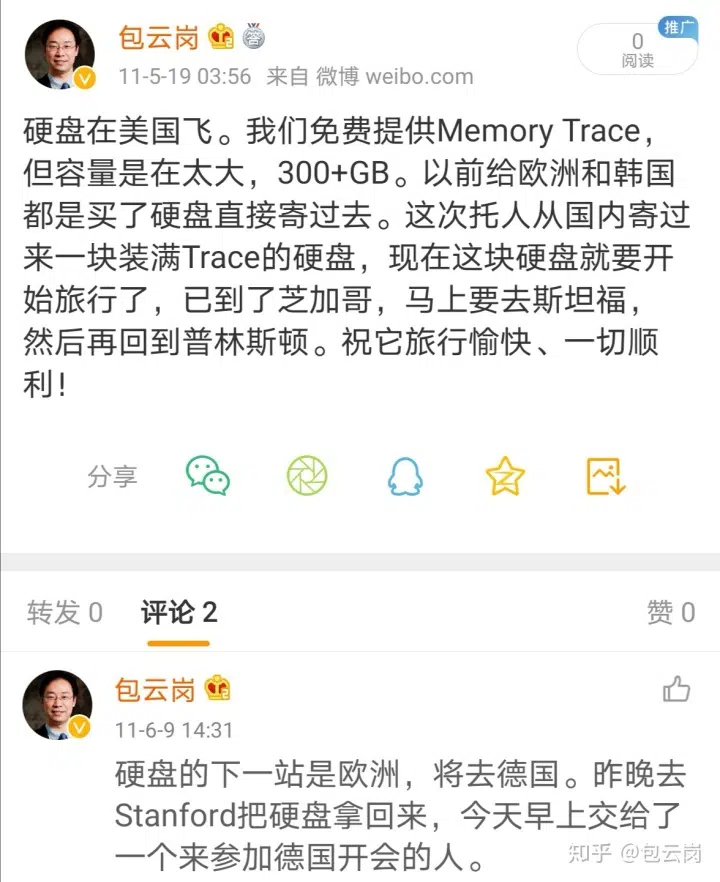 包云岗
11-5-19 03:56 来自 微博 weibo.com
推广
0
阅读
硬盘在美国飞。我们免费提供Memory Trace，
但容量是在太大，300+GB。以前给欧洲和韩国
都是买了硬盘直接寄过去。这次托人从国内寄过
来一块装满Trace的硬盘，现在这块硬盘就要开
始旅行了，已到了芝加哥，马上要去斯坦福，
然后再回到普林斯顿。祝它旅行愉快、一切顺
利！
分享
转发 0 评论 2 赞 0
包云岗
11-6-9 14:31
硬盘的下一站是欧洲，将去德国。昨晚去
Stanford把硬盘拿回来，今天早上交给了
一个来参加德国开会的人。
知乎 @包云岗